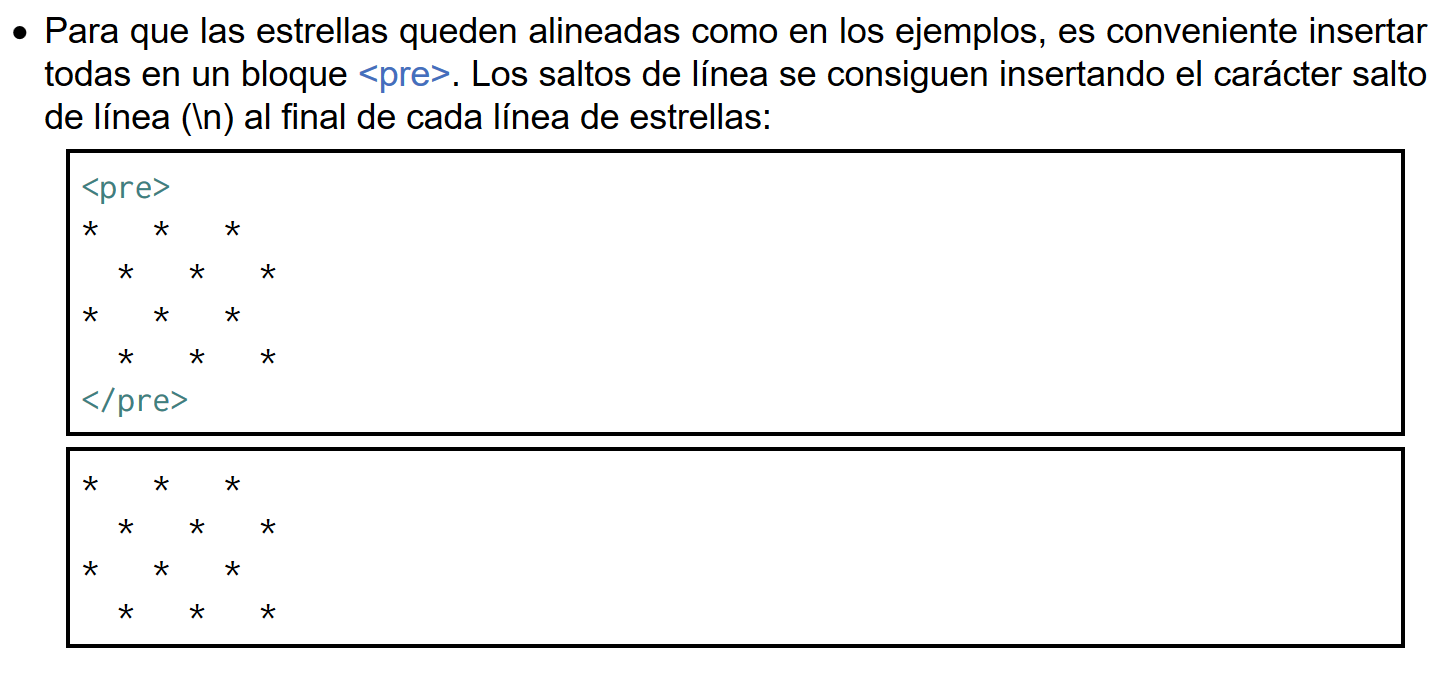 • Para que las estrellas queden alineadas como en los ejemplos, es conveniente insertar
todas en un bloque <pre>. Los saltos de línea se consiguen insertando el carácter salto
de línea (\n) al final de cada línea de estrellas:
<pre>
*   *   *
  *   *   *
*   *   *
  *   *   *
</pre>
*   *   *
  *   *   *
*   *   *
  *   *   *